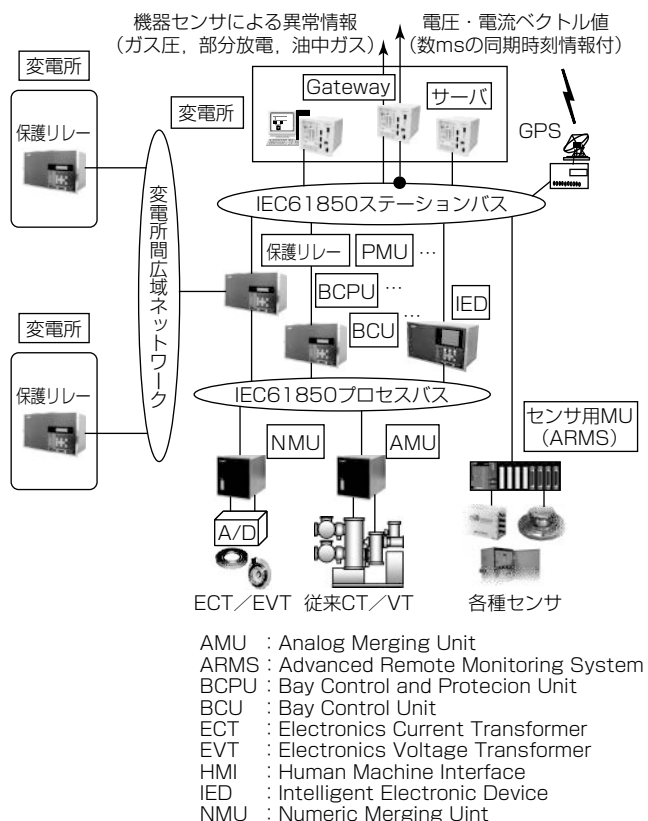 機器センサによる異常情報
（ガス圧，部分放電，油中ガス）
電圧・電流ベクトル値
（数msの同期時刻情報付）
変電所
保護リレー
変電所
Gateway
サーバ
GPS
IEC61850ステーションバス
変電所間広域ネットワーク
保護リレー
PMU …
BCPU …
BCU …
IED
変電所
保護リレー
IEC61850プロセスバス
NMU
AMU
センサ用MU
（ARMS）
A/D
ECT／EVT
従来CT／VT
各種センサ
AMU : Analog Merging Unit
ARMS : Advanced Remote Monitoring System
BCPU : Bay Control and Protecion Unit
BCU : Bay Control Unit
ECT : Electronics Current Transformer
EVT : Electronics Voltage Transformer
HMI : Human Machine Interface
IED : Intelligent Electronic Device
NMU : Numeric Merging Uint